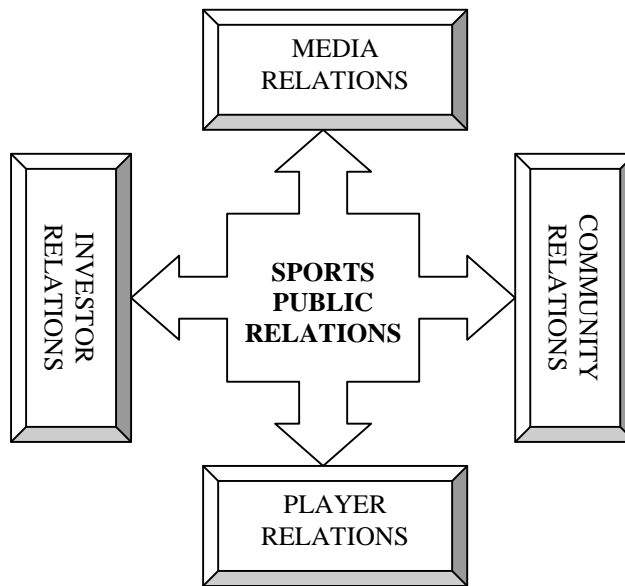 MEDIA
RELATIONS
INVESTOR
RELATIONS
SPORTS
PUBLIC
RELATIONS
COMMUNITY
RELATIONS
PLAYER
RELATIONS